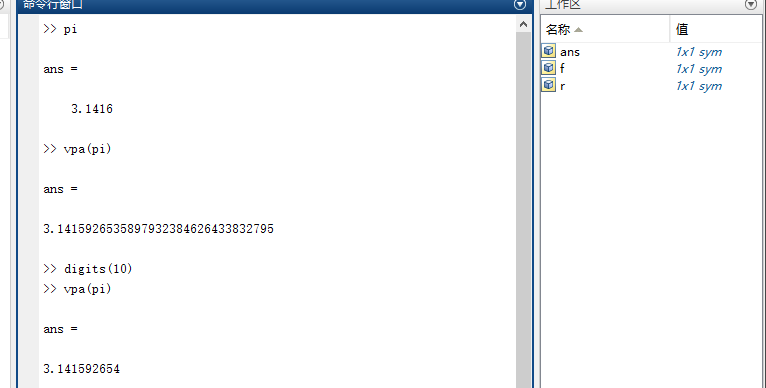 命令行窗口
>> pi
ans =
3.1416
>> vpa(pi)
ans =
3.1415926535897932384626433832795
>> digits(10)
>> vpa(pi)
ans =
3.141592654
工作区
名称 值
ans 1x1 sym
f 1x1 sym
r 1x1 sym